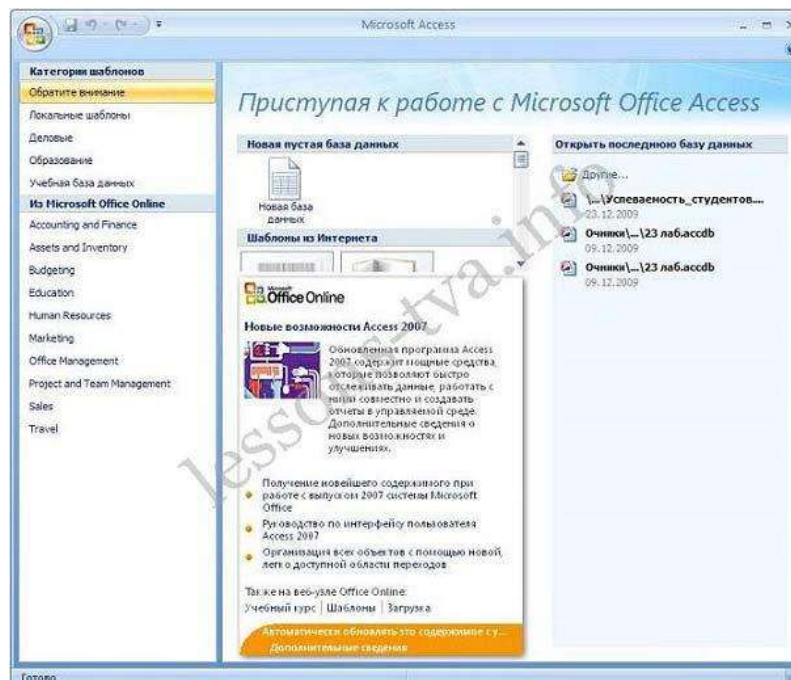 Microsoft Access
Категории шаблонов
Обратите внимание
Локальные шаблоны
Деловые
Образование
Учебная база данных
Из Microsoft Office Online
Accounting and Finance
Assets and Inventory
Budgeting
Education
Human Resources
Marketing
Office Management
Project and Team Management
Sales
Travel
Приступая к работе с Microsoft Office Access
Новая пустая база данных
Новая база
данных
Шаблоны из Интернета
Microsoft
Office Online
Новые возможности Access 2007
Обновленная программа Access
2007 содержит мощные средства,
которые позволяют быстро
отслеживать данные, работать с
ними совместно и создавать
отчеты в управляемой среде.
Дополнительные сведения о
новых возможностях и
улучшениях.
Получение новейшего содержимого при
работе с выпуском 2007 системы Microsoft
Office
Руководство по интерфейсу пользователя
Access 2007
Организация всех объектов с помощью новой,
легко доступной области переходов
Также на веб-узле Office Online:
Учебный курс | Шаблоны | Загрузка
Автоматически обновлять это содержимое с у...
Дополнительные сведения
Открыть последнюю базу данных
Другие...
\...\Успеваемость_студентов....
23.12.2009
Очники\...\23 лаб.accdb
09.12.2009
Очники\...\23 лаб.accdb
09.12.2009
Готово
lessons-tva.info